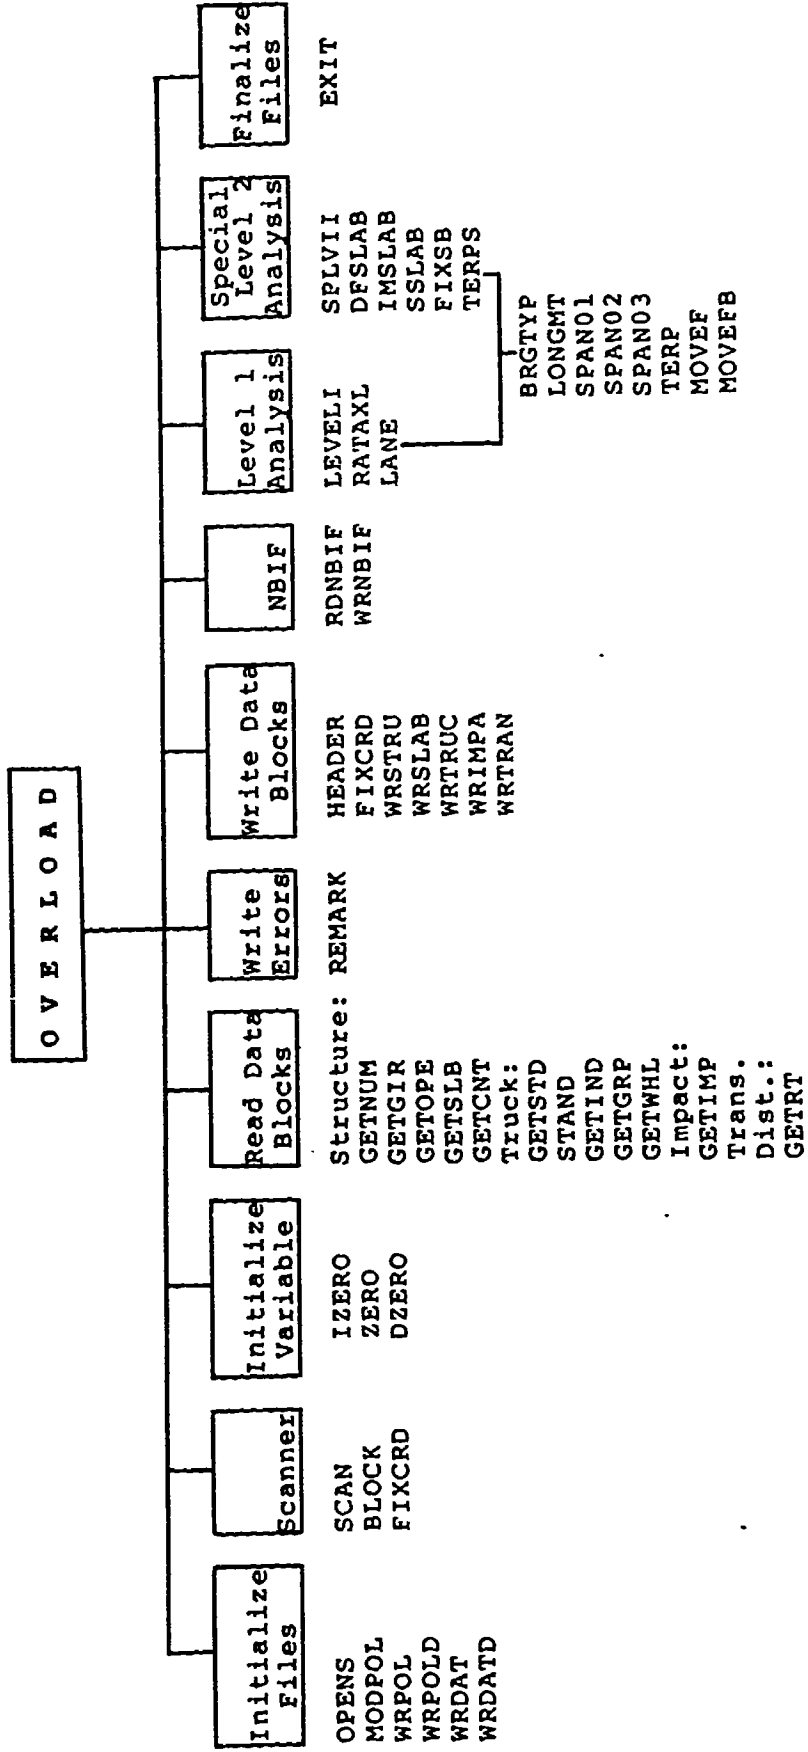 O V E R L O A D
Initialize
Files
OPENS
MODPOL
WRPOL
WRPOLD
WRDAT
WRDATD
Scanner
SCAN
BLOCK
FIXCRD
Initialize
Variable
IZERO
ZERO
DZERO
Read Data
Blocks
Structure:
GETNUM
GETGIR
GETOPE
GETSLB
GETCNT
Truck:
GETSTD
STAND
GETIND
GETGRP
GETWHL
Impact:
GETIMP
Trans.
Dist.:
GETRT
Write
Errors
REMARK
Write Data
Blocks
HEADER
FIXCRD
WRSTRU
WRSLAB
WRTRUC
WRIMPA
WRTRAN
NBIF
RDNBIF
WRNBIF
Level 1
Analysis
LEVELI
RATAXL
LANE
Special
Level 2
Analysis
SPLVII
DFSLAB
IMSLAB
SSLAB
FIXSB
TERPS
BRGTYP
LONGMT
SPAN01
SPAN02
SPAN03
TERP
MOVEF
MOVEFB
Finalize
Files
EXIT